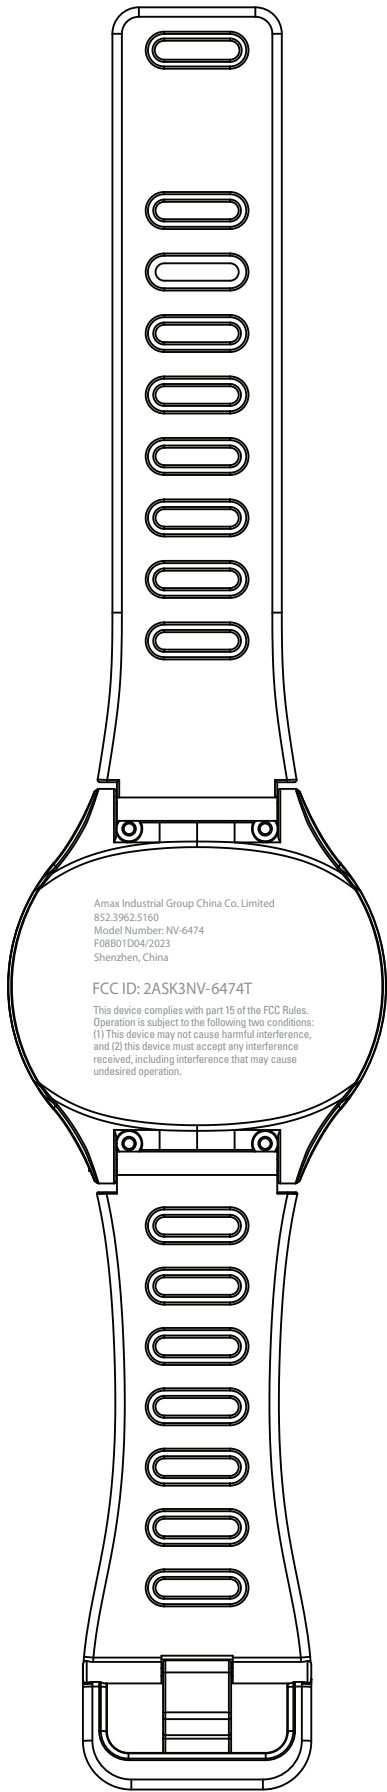 Amax Industrial Group China Co. Limited
852.3962.5160
Model Number: NV-6474
F08B01D04/2023
Shenzhen, China
FCC ID: 2ASK3NV-6474T
This device complies with part 15 of the FCC Rules.
Operation is subject to the following two conditions:
(1) This device may not cause harmful interference,
and (2) this device must accept any interference
received, including interference that may cause
undesired operation.